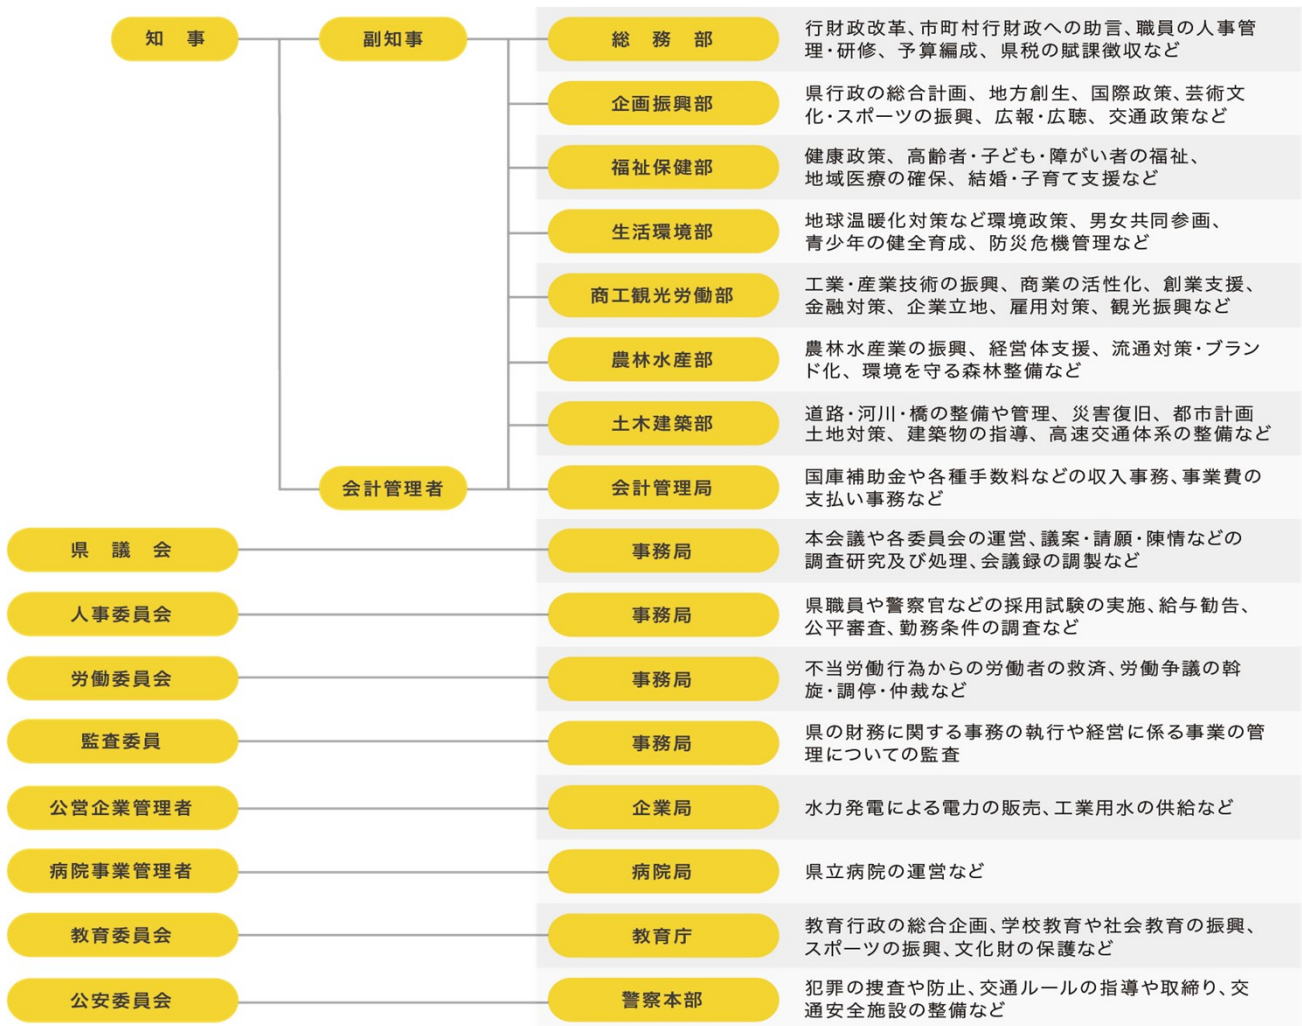 知　事
副知事
総　務　部
行財政改革、市町村行財政への助言、職員の人事管
理・研修、予算編成、県税の賦課徴収など
企画振興部
県行政の総合計画、地方創生、国際政策、芸術文
化・スポーツの振興、広報・広聴、交通政策など
福祉保健部
健康政策、高齢者・子ども・障がい者の福祉、
地域医療の確保、結婚・子育て支援など
生活環境部
地球温暖化対策など環境政策、男女共同参画、
青少年の健全育成、防災危機管理など
商工観光労働部
工業・産業技術の振興、商業の活性化、創業支援、
金融対策、企業立地、雇用対策、観光振興など
農林水産部
農林水産業の振興、経営体支援、流通対策・ブラン
ド化、環境を守る森林整備など
土木建築部
道路・河川・橋の整備や管理、災害復旧、都市計画
土地対策、建築物の指導、高速交通体系の整備など
会計管理者
会計管理局
国庫補助金や各種手数料などの収入事務、事業費の
支払い事務など
県　議　会
事務局
本会議や各委員会の運営、議案・請願・陳情などの
調査研究及び処理、会議録の調製など
人事委員会
事務局
県職員や警察官などの採用試験の実施、給与勧告、
公平審査、勤務条件の調査など
労働委員会
事務局
不当労働行為からの労働者の救済、労働争議の斡
旋・調停・仲裁など
監査委員
事務局
県の財務に関する事務の執行や経営に係る事業の管
理についての監査
公営企業管理者
企業局
水力発電による電力の販売、工業用水の供給など
病院事業管理者
病院局
県立病院の運営など
教育委員会
教育庁
教育行政の総合企画、学校教育や社会教育の振興、
スポーツの振興、文化財の保護など
公安委員会
警察本部
犯罪の捜査や防止、交通ルールの指導や取締り、交
通安全施設の整備など